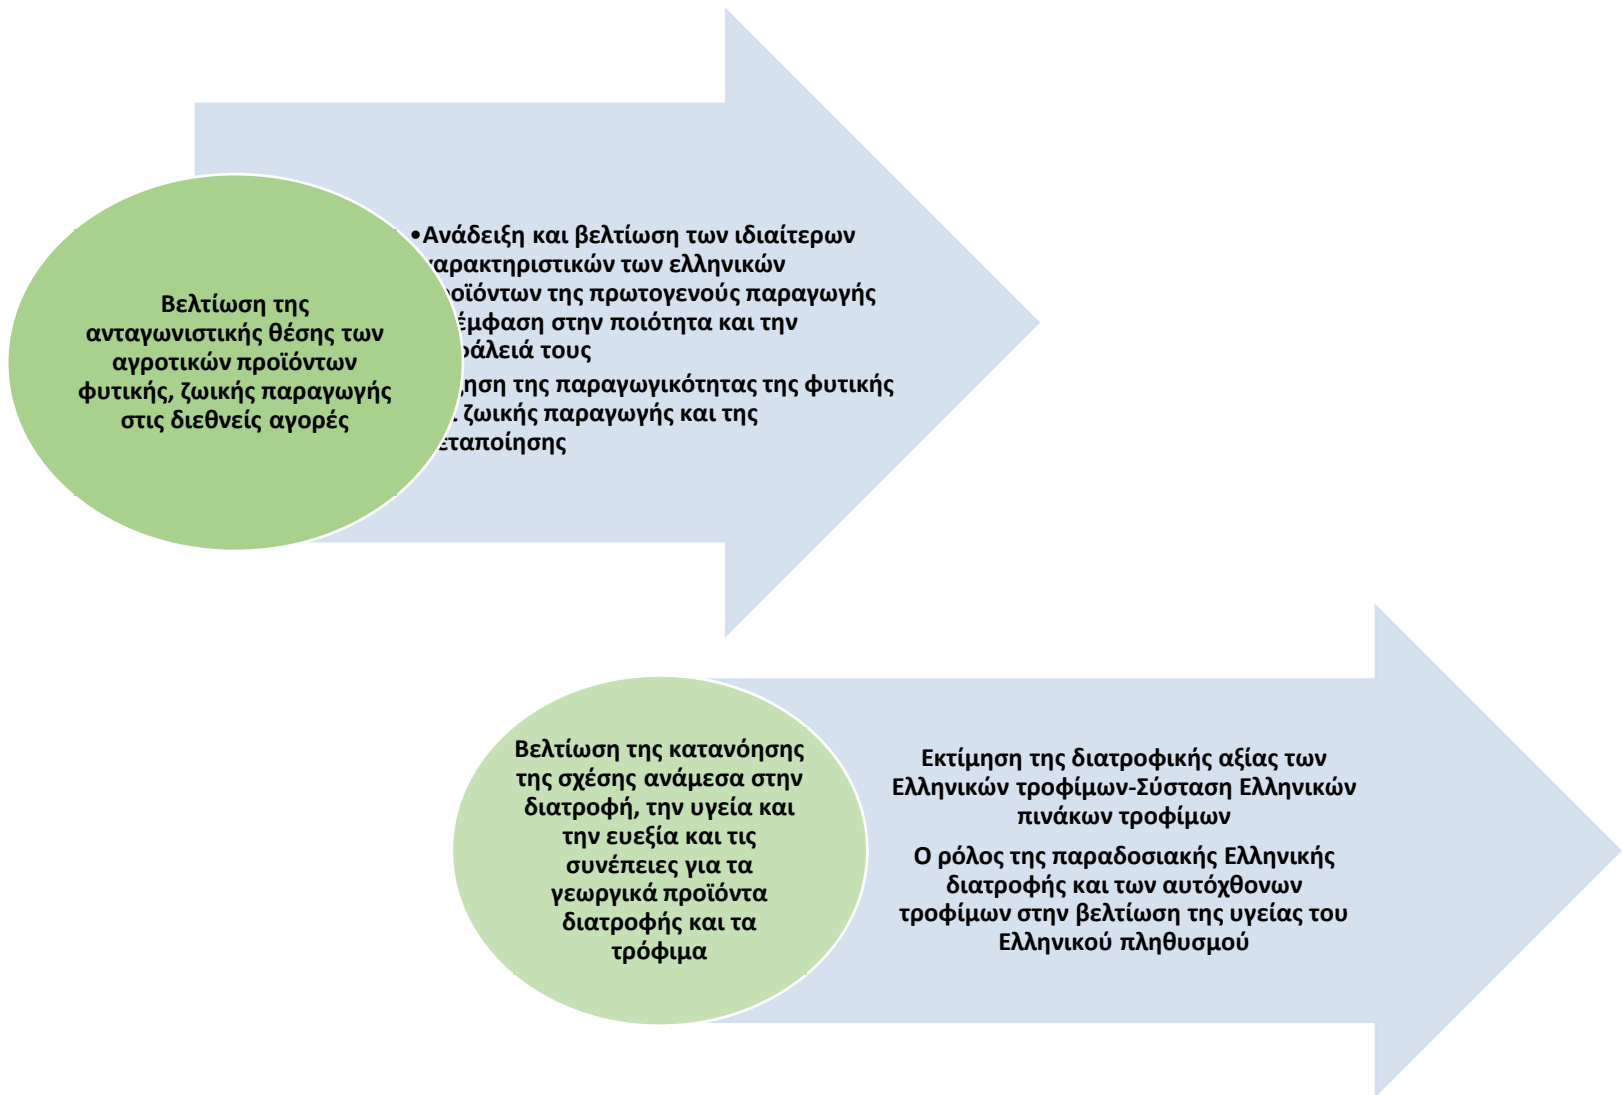 Βελτίωση της
ανταγωνιστικής θέσης των
αγροτικών προϊόντων
φυτικής, ζωικής παραγωγής
στις διεθνείς αγορές
•Ανάδειξη και βελτίωση των ιδιαίτερων
χαρακτηριστικών των ελληνικών
προϊόντων της πρωτογενούς παραγωγής
έμφαση στην ποιότητα και την
τους
της παραγωγικότητας της φυτικής
ζωικής παραγωγής και της
μεταποίησης
Βελτίωση της κατανόησης
της σχέσης ανάμεσα στην
διατροφή, την υγεία και
την ευεξία και τις
συνέπειες για τα
γεωργικά προϊόντα
διατροφής και τα
τρόφιμα
Εκτίμηση της διατροφικής αξίας των
Ελληνικών τροφίμων-Σύσταση Ελληνικών
πινάκων τροφίμων
Ο ρόλος της παραδοσιακής Ελληνικής
διατροφής και των αυτόχθονων
τροφίμων στην βελτίωση της υγείας του
Ελληνικού πληθυσμού